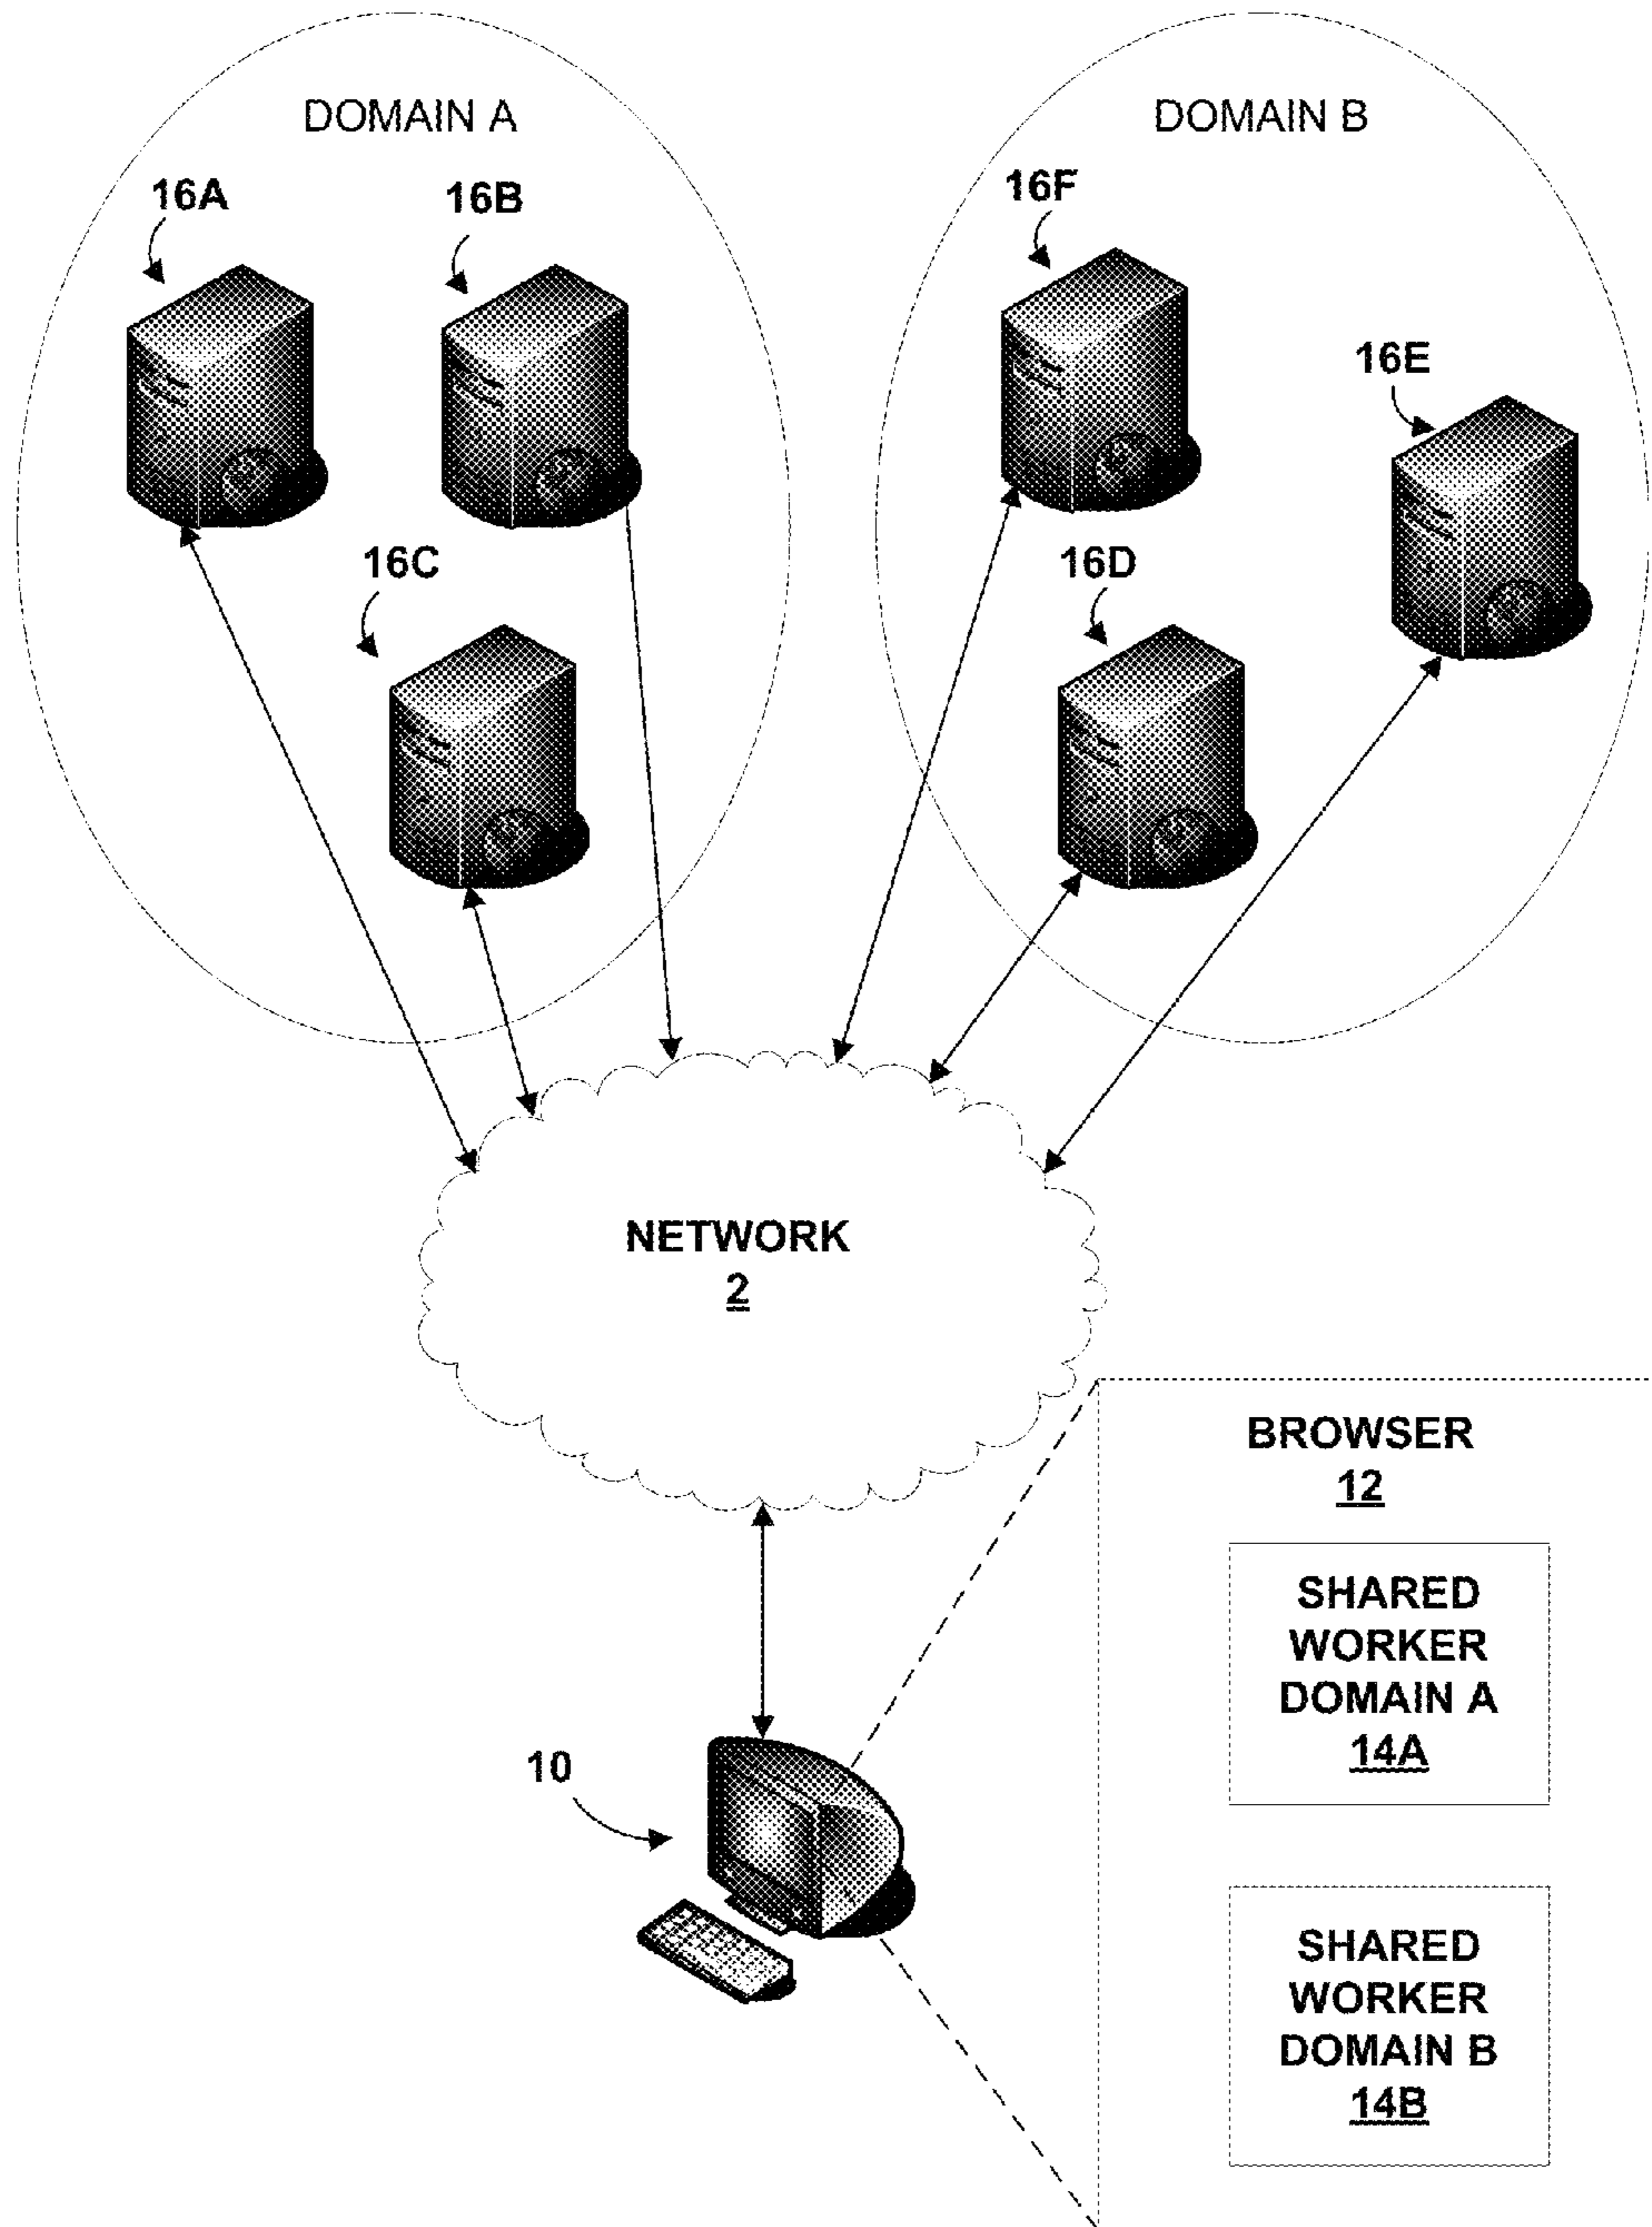 DOMAIN A
DOMAIN B
16A
16B
16F
16E
16C
16D
NETWORK
2
BROWSER
12
SHARED
WORKER
DOMAIN A
14A
10
SHARED
WORKER
DOMAIN B
14B